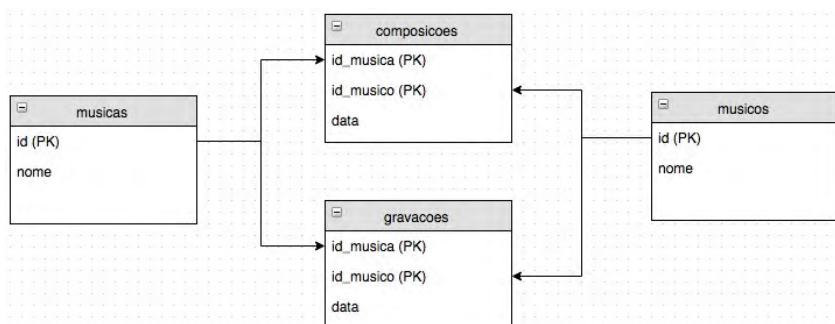 musicas
id (PK)
nome
composicoes
id_musica (PK)
id_musico (PK)
data
gravacoes
id_musica (PK)
id_musico (PK)
data
musicos
id (PK)
nome